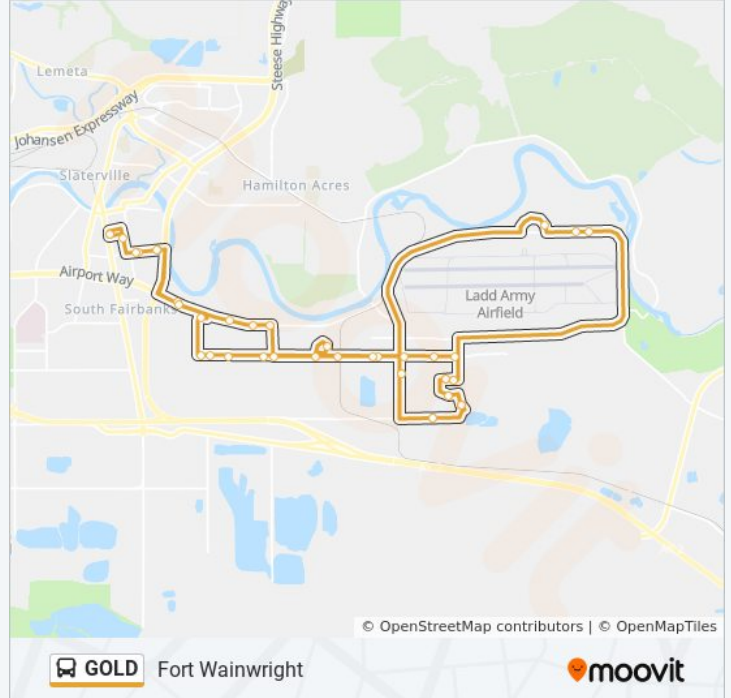 Steese Highway
Lemeta
Johansen Expressway
Slaterville
Hamilton Acres
Airport Way
South Fairbanks
Ladd Army
Airfield
© OpenStreetMap contributors | © OpenMapTiles
GOLD Fort Wainwright
moovit